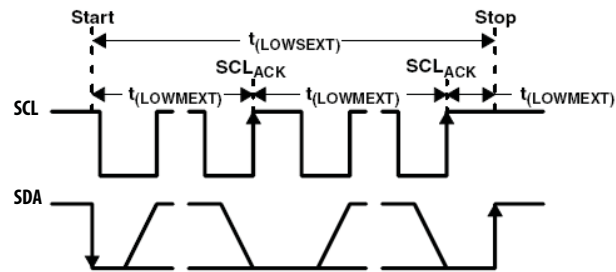 Start Stop
t(LOWSEXT)
SCLACK SCLACK
t(LOWMEXT) t(LOWMEXT) t(LOWMEXT)
SCL
SDA